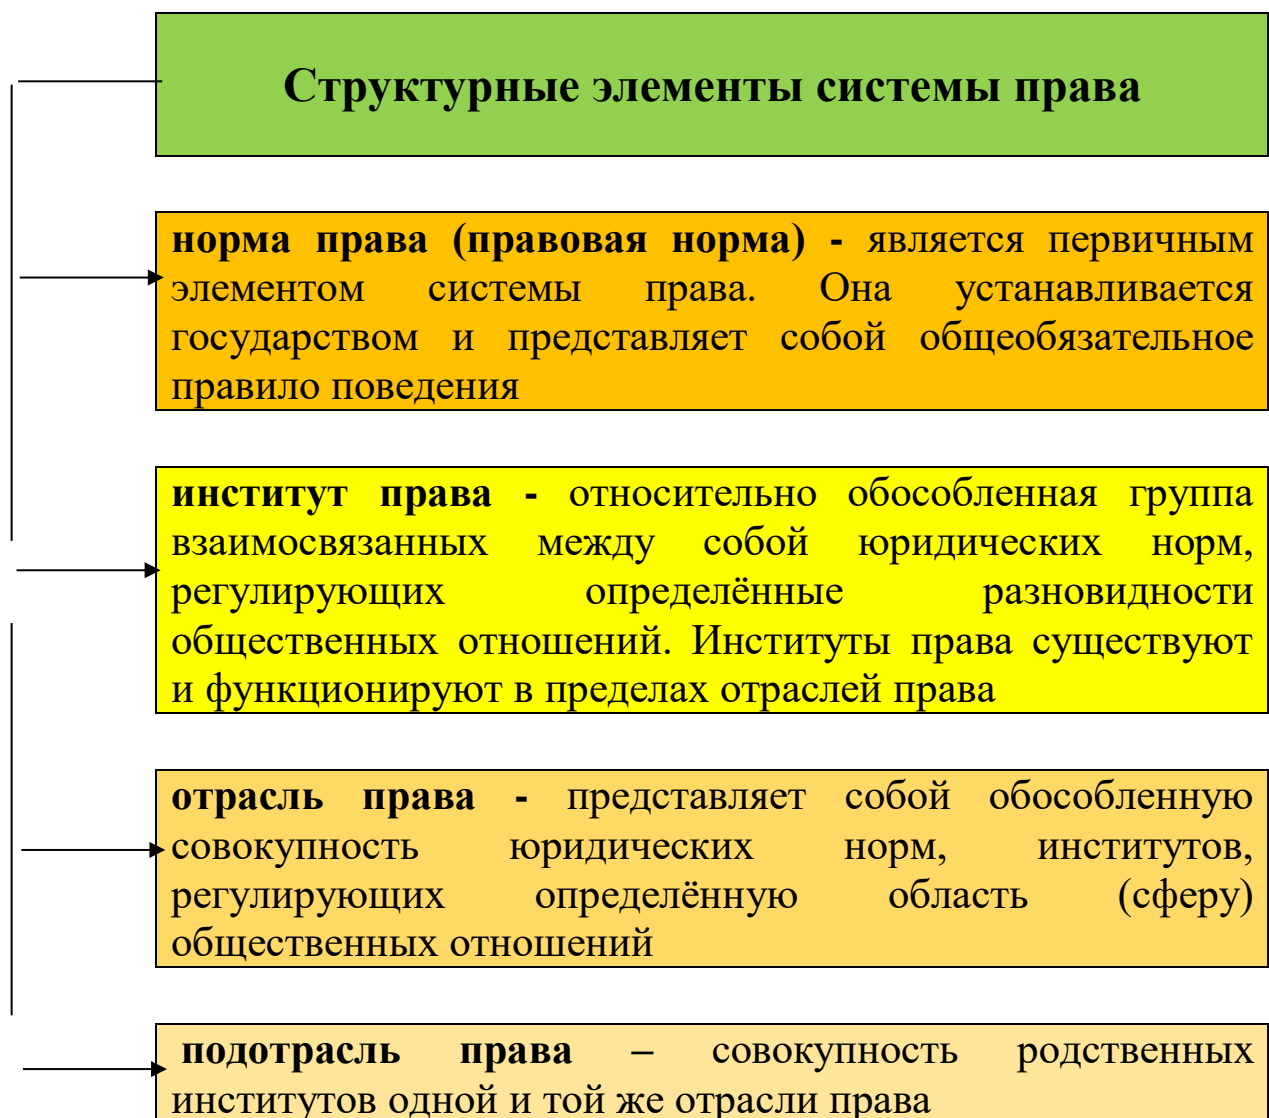 Структурные элементы системы права
норма права (правовая норма) - является первичным
элементом системы права. Она устанавливается
государством и представляет собой общеобязательное
правило поведения
институт права - относительно обособленная группа
взаимосвязанных между собой юридических норм,
регулирующих определённые разновидности
общественных отношений. Институты права существуют
и функционируют в пределах отраслей права
отрасль права - представляет собой обособленную
совокупность юридических норм, институтов,
регулирующих определённую область (сферу)
общественных отношений
подотрасль права – совокупность родственных
институтов одной и той же отрасли права